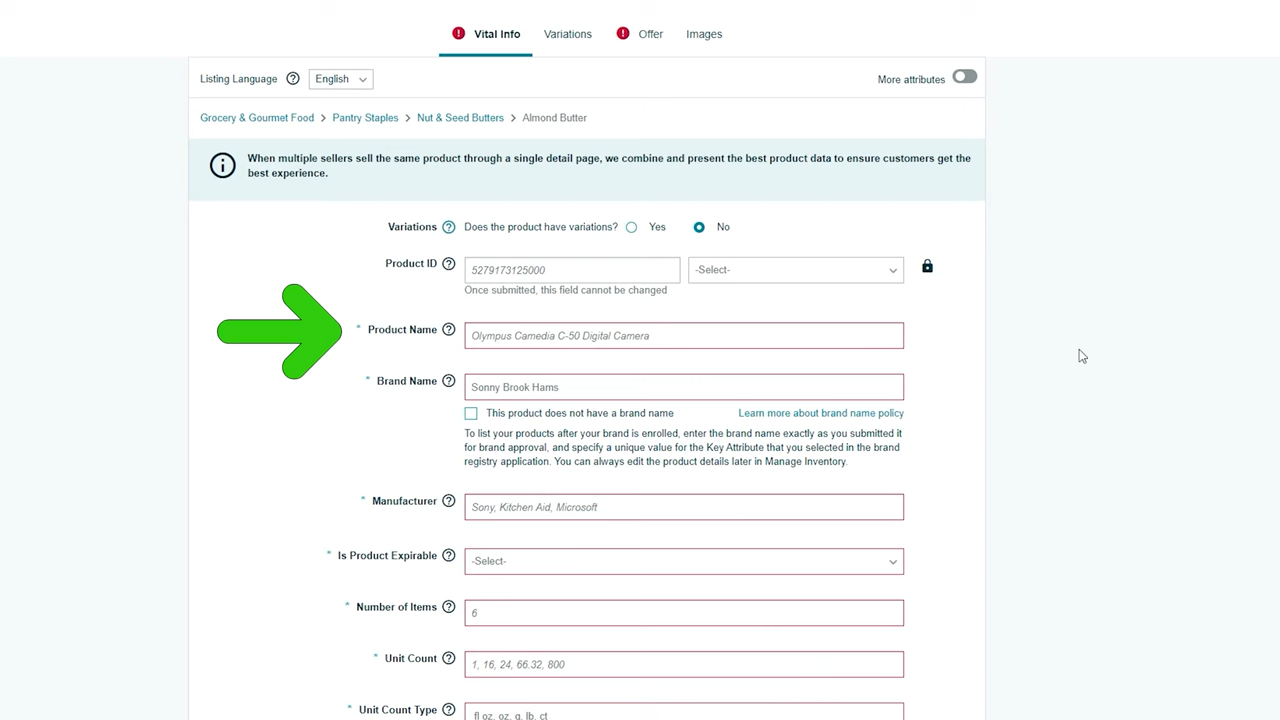 Vital Info Variations Offer Images
Listing Language English More attributes
Grocery & Gourmet Food > Pantry Staples > Nut & Seed Butters > Almond Butter
When multiple sellers sell the same product through a single detail page, we combine and present the best product data to ensure customers get the
best experience.
Variations Does the product have variations? Yes No
Product ID 5279173125000 -Select-
Once submitted, this field cannot be changed
* Product Name Olympus Camedia C-50 Digital Camera
* Brand Name Sonny Brook Hams
This product does not have a brand name Learn more about brand name policy
To list your products after your brand is enrolled, enter the brand name exactly as you submitted it
for brand approval, and specify a unique value for the Key Attribute that you selected in the brand
registry application. You can always edit the product details later in Manage Inventory.
* Manufacturer Sony, Kitchen Aid, Microsoft
* Is Product Expirable -Select-
* Number of Items 6
* Unit Count 1, 16, 24, 66.32, 800
* Unit Count Type fl oz, oz, g, lb, ct